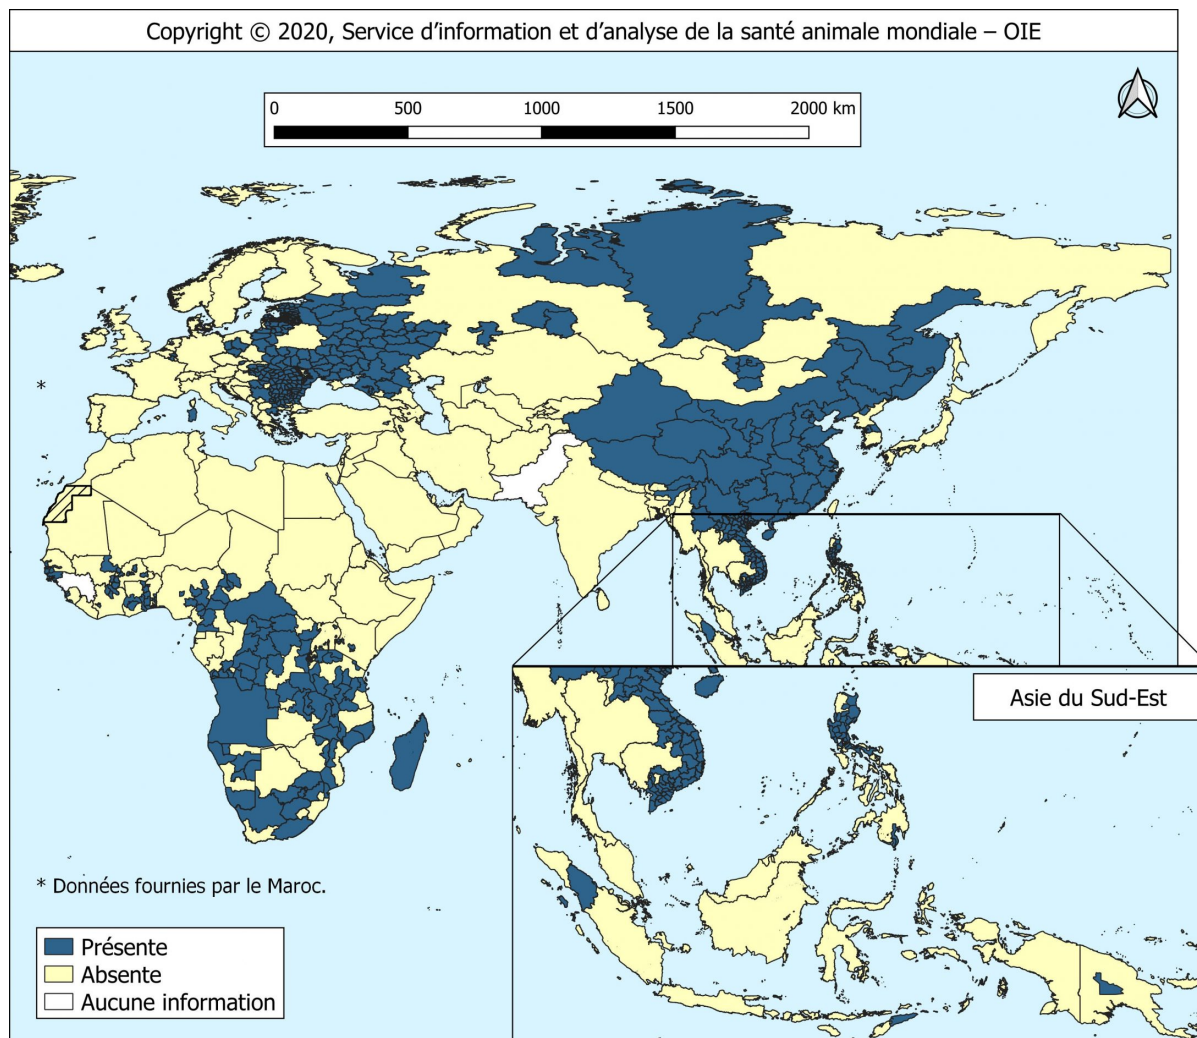 Copyright © 2020, Service d’information et d’analyse de la santé animale mondiale – OIE
0 500 1000 1500 2000 km
*
Asie du Sud-Est
* Données fournies par le Maroc.
Présente
Absente
Aucune information